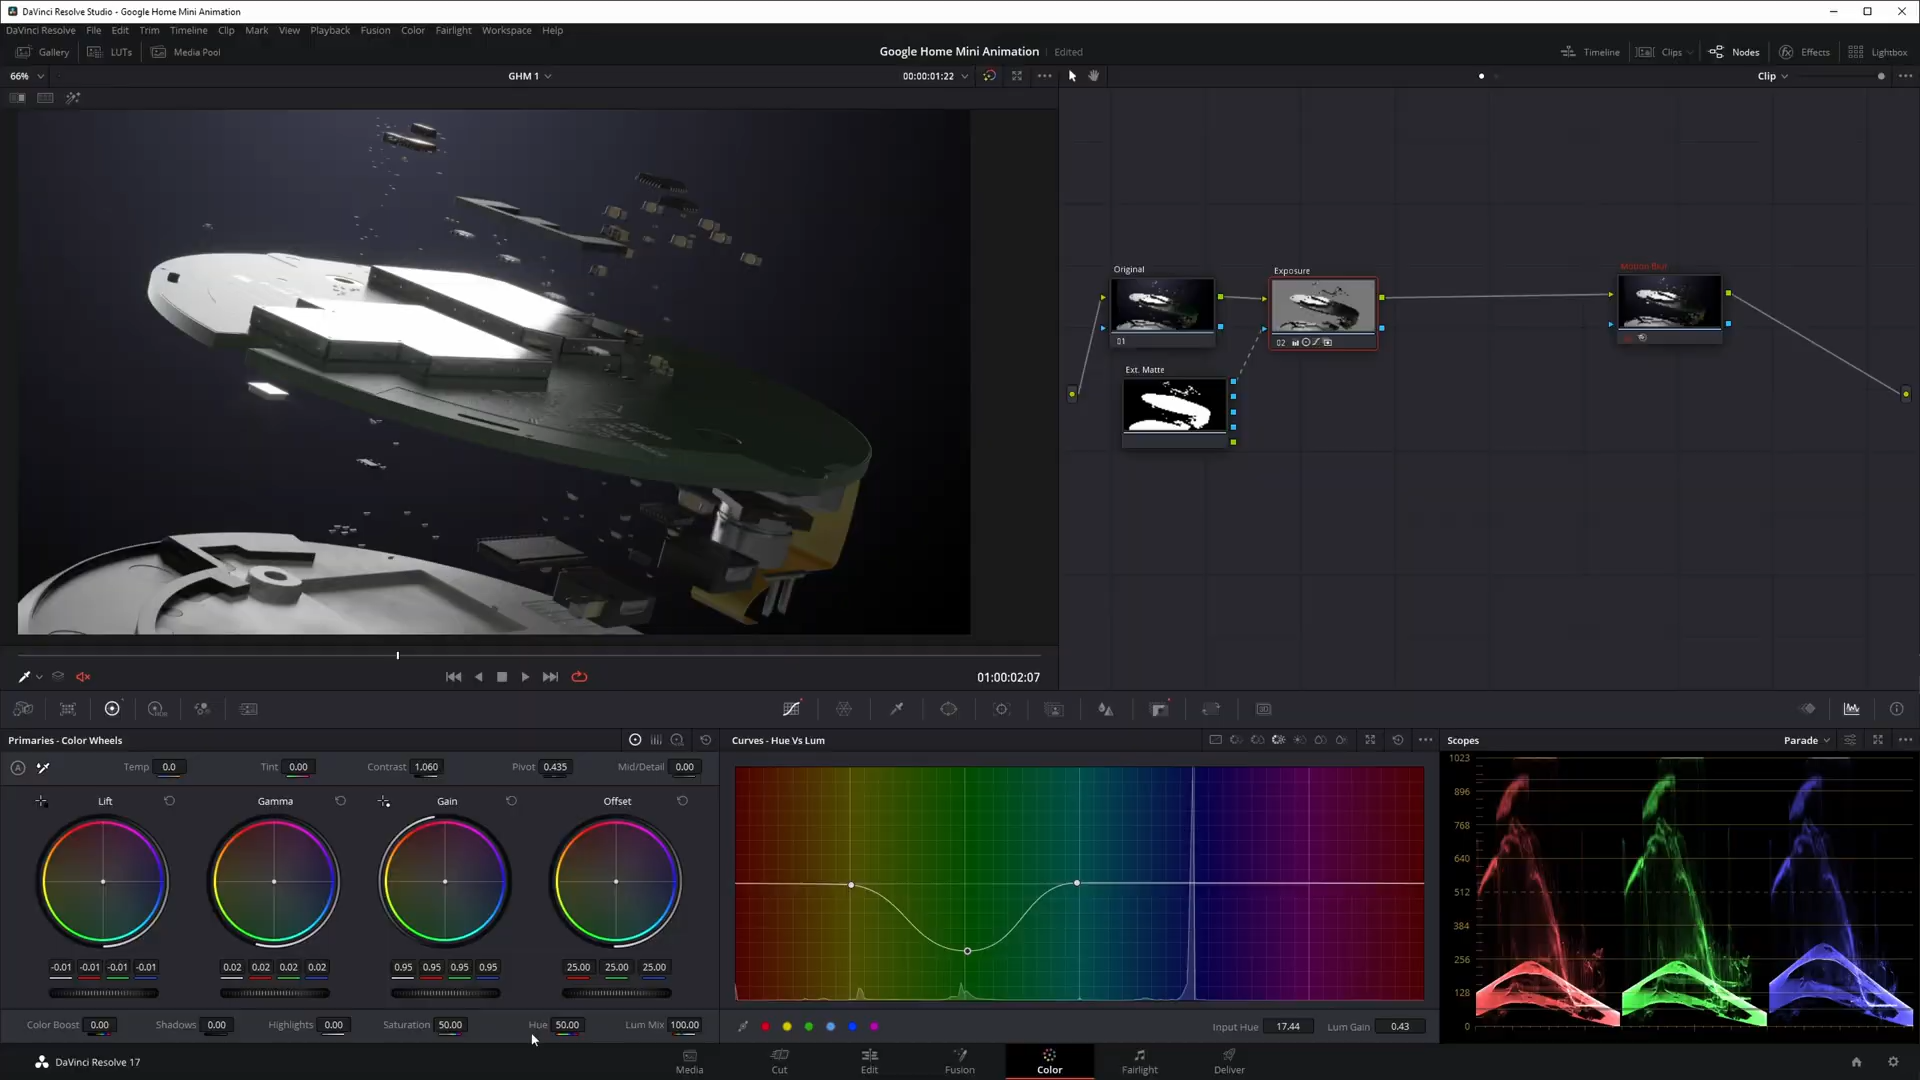 DaVinci Resolve Studio - Google Home Mini Animation
DaVinci Resolve File Edit Trim Timeline Clip Mark View Playback Fusion Color Fairlight Workspace Help
Gallery LUTs Media Pool Google Home Mini Animation Edited Timeline Clips Nodes Effects Lightbox
66% GHM 1 00:00:01:22 Clip
Original Exposure Motion Blur
01 02
Ext. Matte
01:00:02:07
Primaries - Color Wheels Curves - Hue Vs Lum Scopes Parade
Temp 0.0 Tint 0.00 Contrast 1.060 Pivot 0.435 Mid/Detail 0.00
A
Lift Gamma Gain Offset
1023
896
768
640
512
384
256
128
0
-0.01 -0.01 -0.01 -0.01 0.02 0.02 0.02 0.02 0.95 0.95 0.95 0.95 25.00 25.00 25.00
Color Boost 0.00 Shadows 0.00 Highlights 0.00 Saturation 50.00 Hue 50.00 Lum Mix 100.00 Input Hue 17.44 Lum Gain 0.43
DaVinci Resolve 17 Media Cut Edit Fusion Color Fairlight Deliver